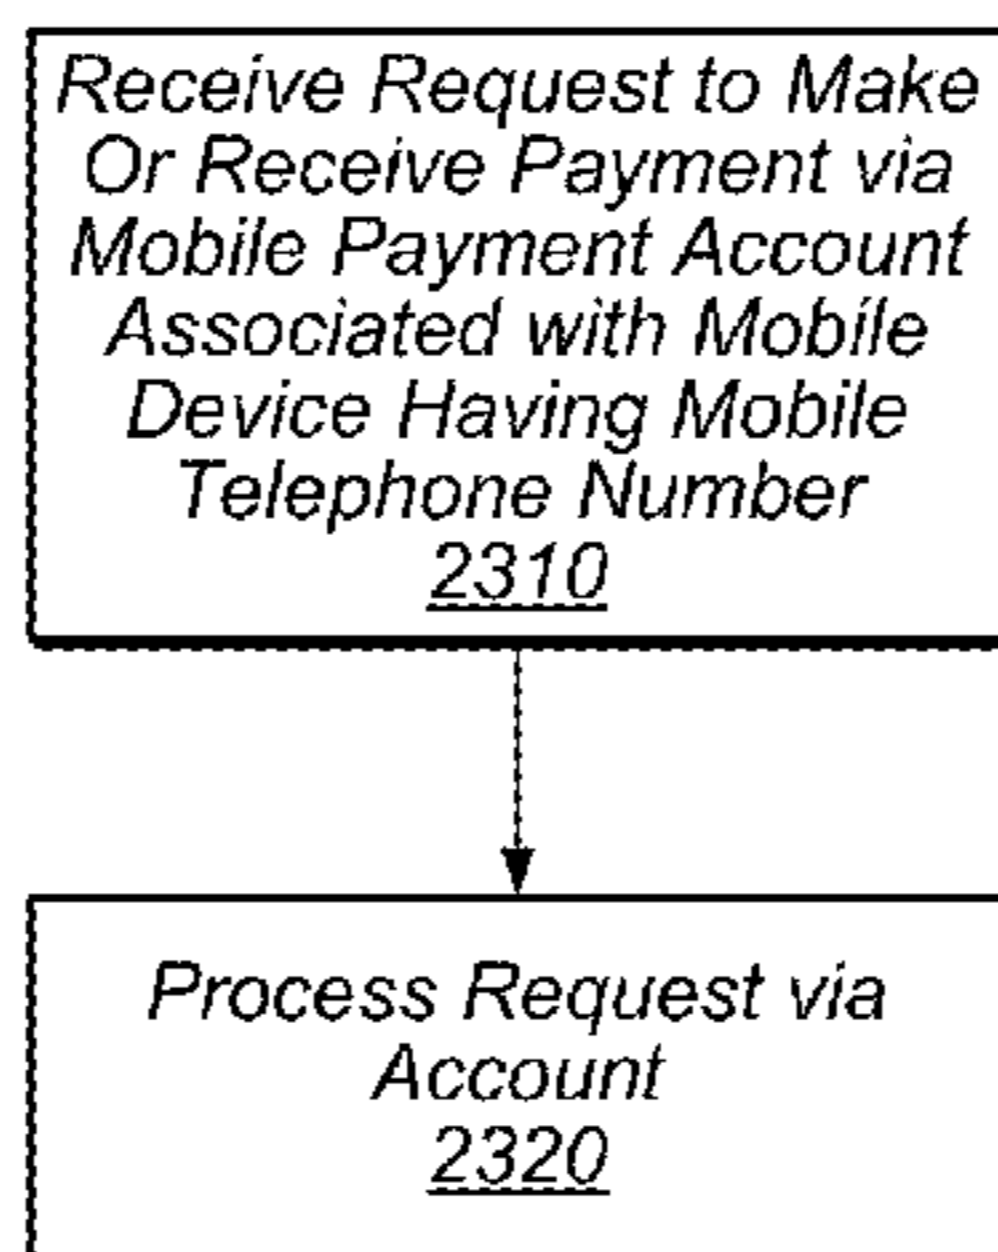 Receive Request to Make
Or Receive Payment via
Mobile Payment Account
Associated with Mobile
Device Having Mobile
Telephone Number
2310
Process Request via
Account
2320